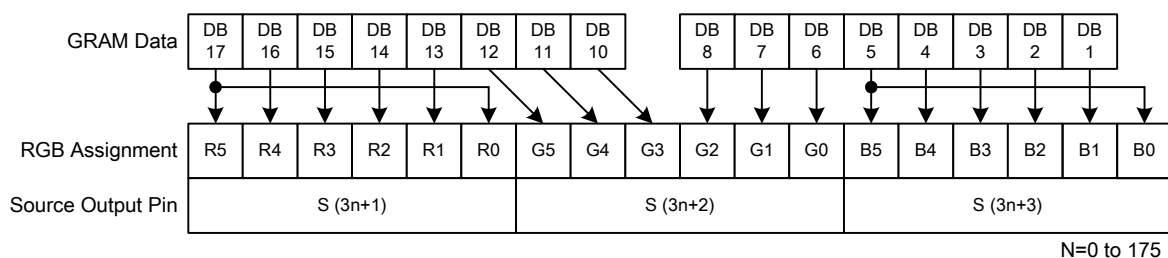 GRAM Data DB 17 DB 16 DB 15 DB 14 DB 13 DB 12 DB 11 DB 10 DB 8 DB 7 DB 6 DB 5 DB 4 DB 3 DB 2 DB 1
RGB Assignment R5 R4 R3 R2 R1 R0 G5 G4 G3 G2 G1 G0 B5 B4 B3 B2 B1 B0
Source Output Pin S (3n+1) S (3n+2) S (3n+3)
N=0 to 175